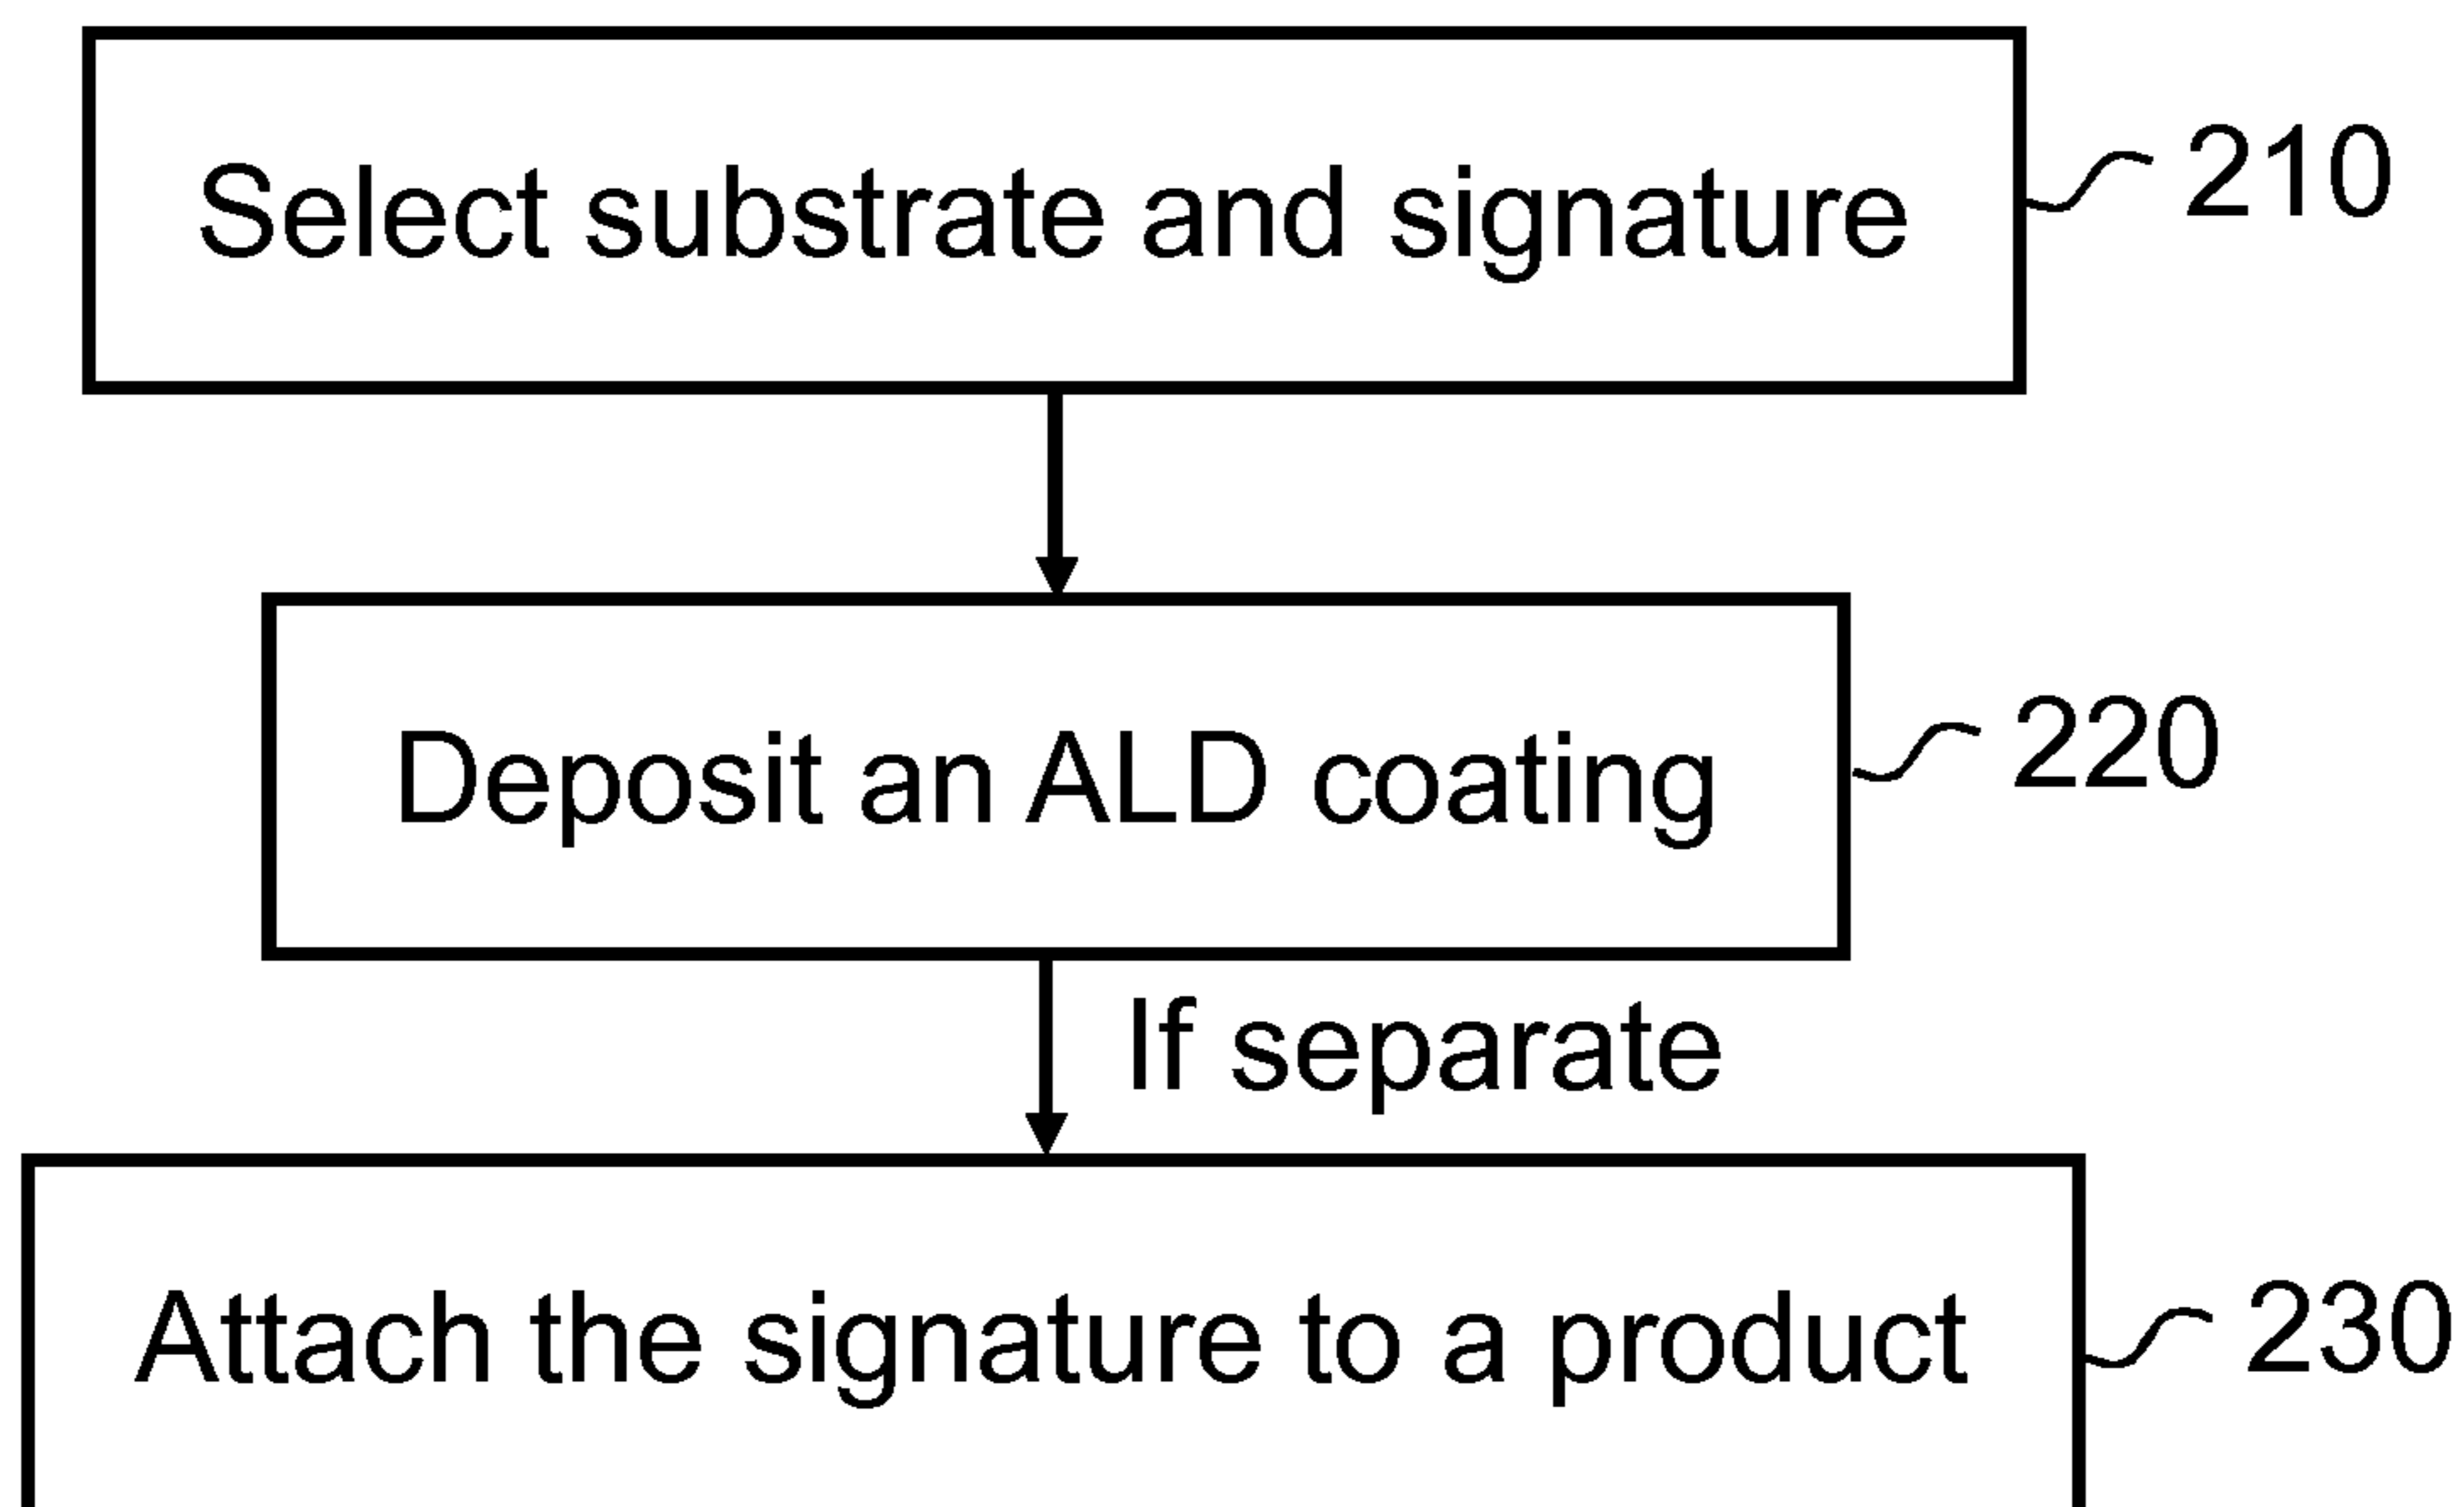 Select substrate and signature
210
Deposit an ALD coating
220
If separate
Attach the signature to a product
230